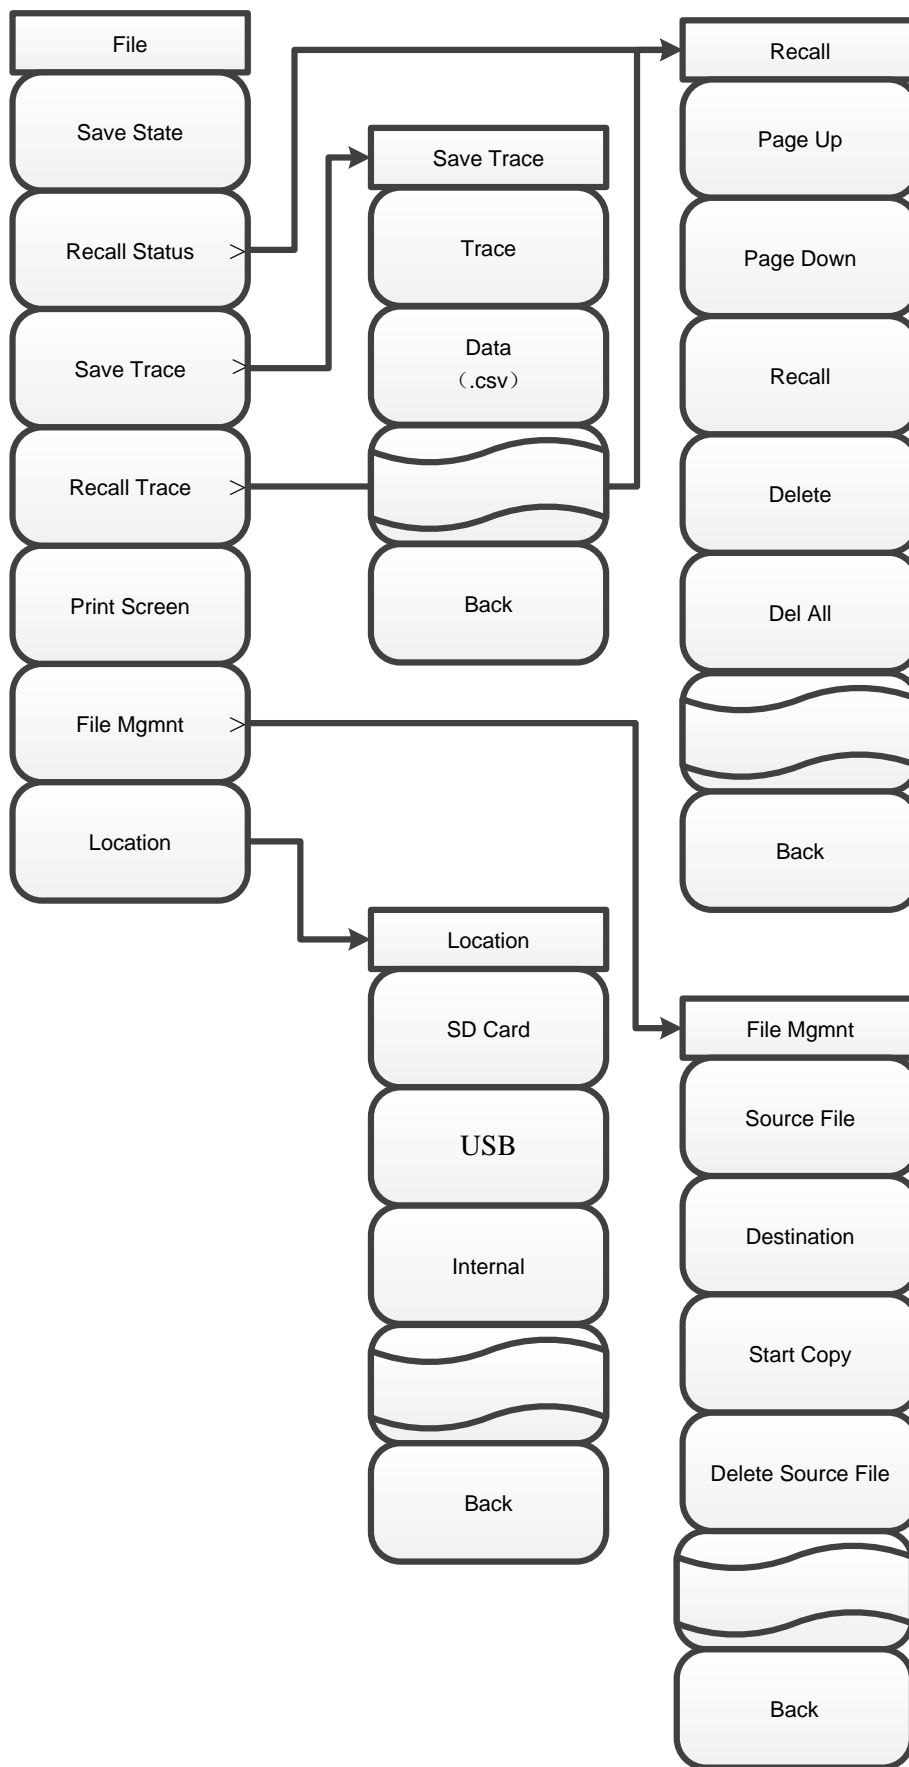 File
Save State
Recall Status >
Save Trace >
Recall Trace >
Print Screen
File Mgmnt >
Location
Save Trace
Trace
Data
（.csv）
Back
Location
SD Card
USB
Internal
Back
Recall
Page Up
Page Down
Recall
Delete
Del All
Back
File Mgmnt
Source File
Destination
Start Copy
Delete Source File
Back